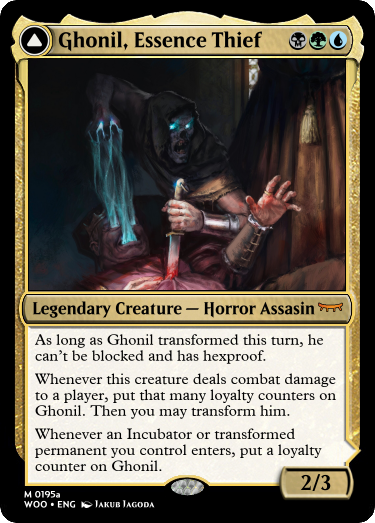 Ghonil, Essence Thief
Legendary Creature — Horror Assasin
As long as Ghonil transformed this turn, he
can't be blocked and has hexproof.
Whenever this creature deals combat damage
to a player, put that many loyalty counters on
Ghonil. Then you may transform him.
Whenever an Incubator or transformed
permanent you control enters, put a loyalty
counter on Ghonil.
2/3
M 0195a
WOO • ENG Jakub Jagoda